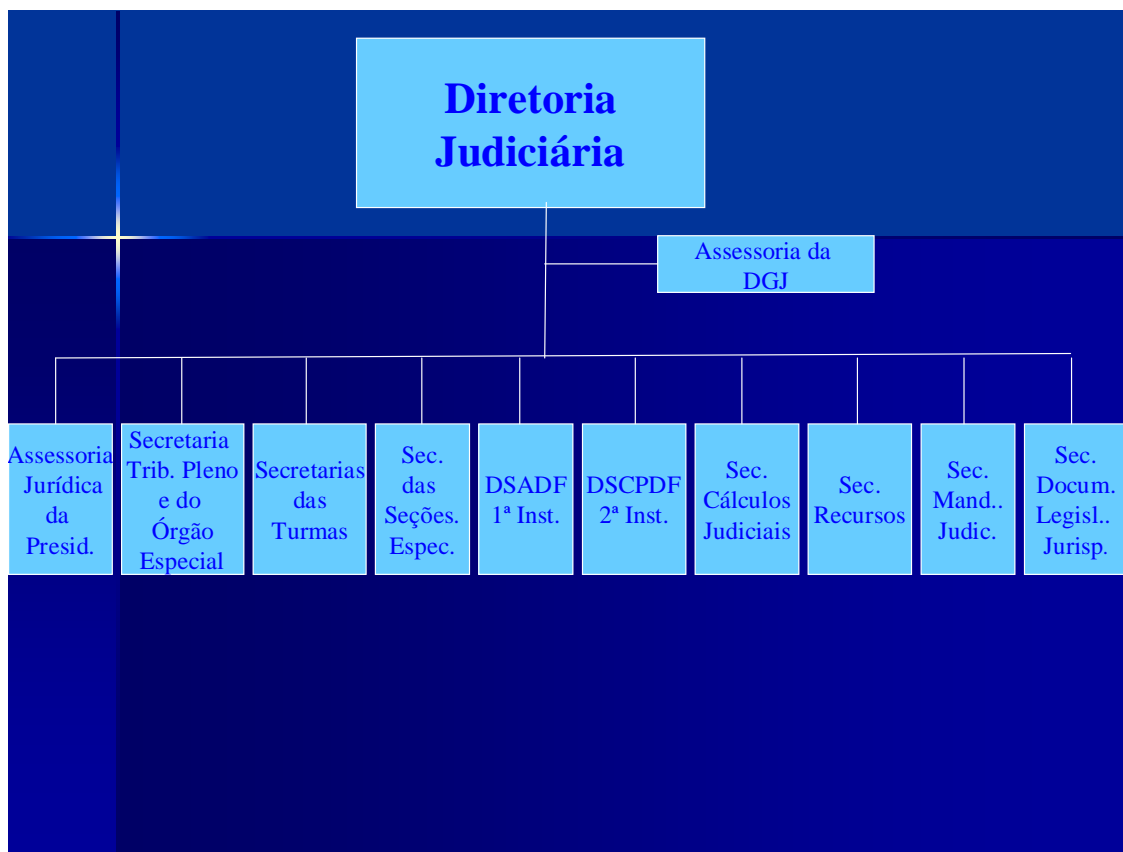 Diretoria
Judiciária
Assessoria da
DGJ
Assessoria
Jurídica
da
Presid.
Secretaria
Trib. Pleno
e do
Órgão
Especial
Secretarias
das
Turmas
Sec.
das
Seções.
Espec.
DSADF
1ª Inst.
DSCPDF
2ª Inst.
Sec.
Cálculos
Judiciais
Sec.
Recursos
Sec.
Mand..
Judic.
Sec.
Docum.
Legisl..
Jurisp.